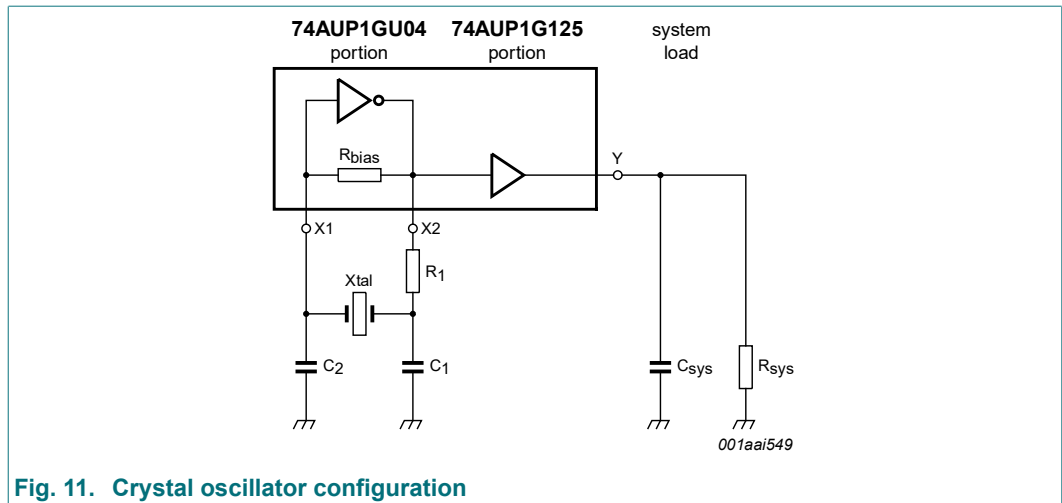 74AUP1GU04 74AUP1G125 system
portion portion load
Rbias
Y
X1 X2
R1
Xtal
C2 C1 Csys Rsys
001aai549
Fig. 11. Crystal oscillator configuration